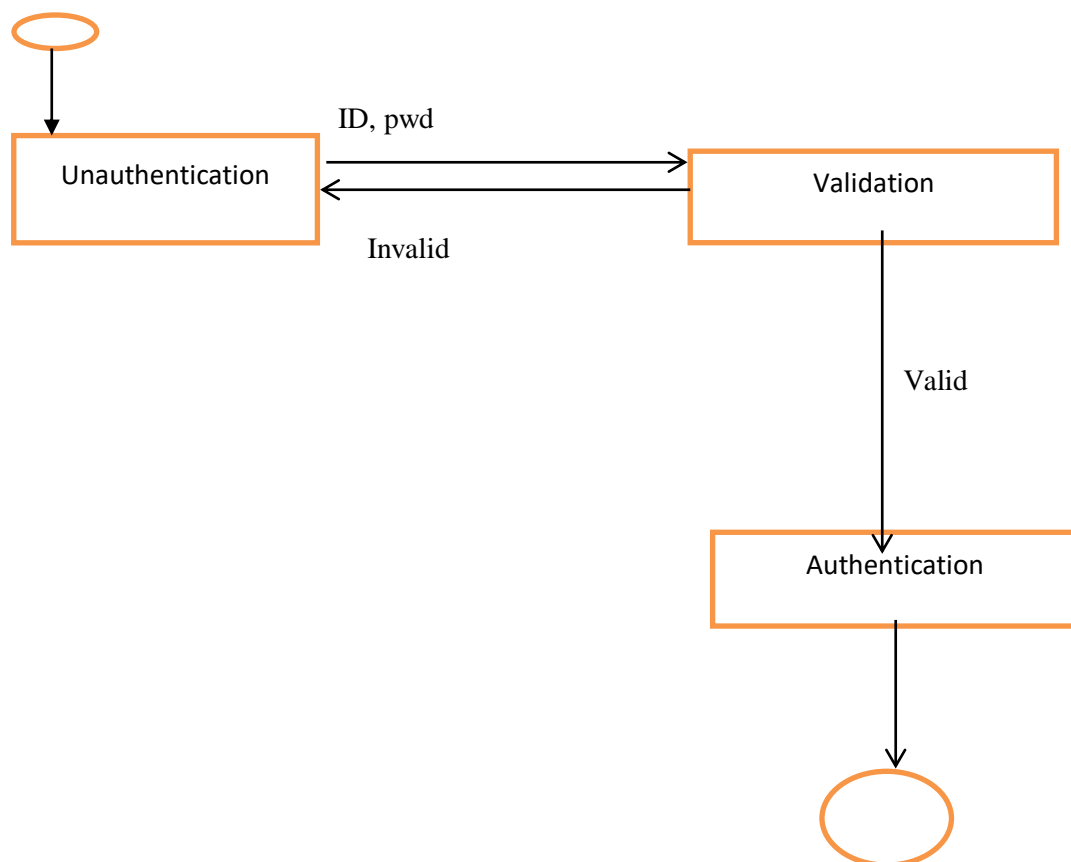 ID, pwd
Unauthentication
Validation
Invalid
Valid
Authentication